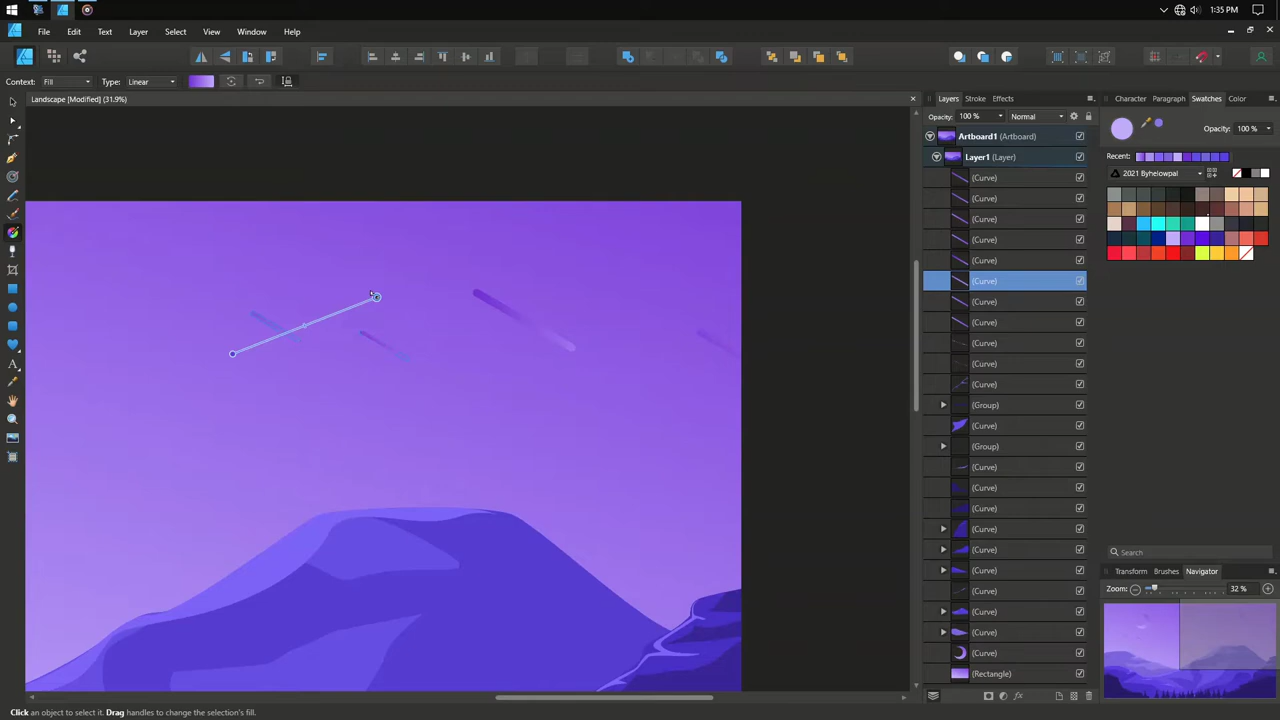 1:35 PM
File Edit Text Layer Select View Window Help
Context: Fill Type: Linear
Landscape [Modified] (31.9%)
Layers Stroke Effects
Character Paragraph Swatches Color
Opacity: 100 % Normal
Opacity: 100 %
Artboard1 (Artboard)
Layer1 (Layer)
Recent:
2021 Byhelowpal
(Curve)
(Curve)
(Curve)
(Curve)
(Curve)
(Curve)
(Curve)
(Curve)
(Curve)
(Curve)
(Curve)
(Group)
(Curve)
(Group)
(Curve)
(Curve)
(Curve)
(Curve)
(Curve)
(Curve)
(Curve)
(Curve)
(Curve)
(Curve)
(Rectangle)
Search
Transform Brushes Navigator
Zoom: 32 %
Click an object to select it. Drag handles to change the selection's fill.